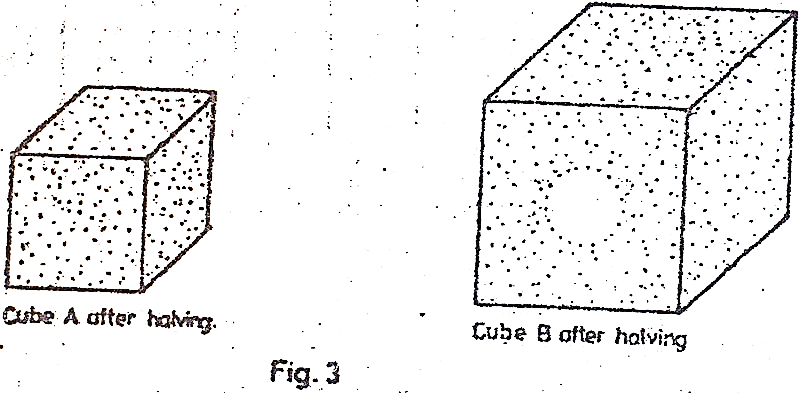 Cube A after halving.
Cube B after halving
Fig. 3